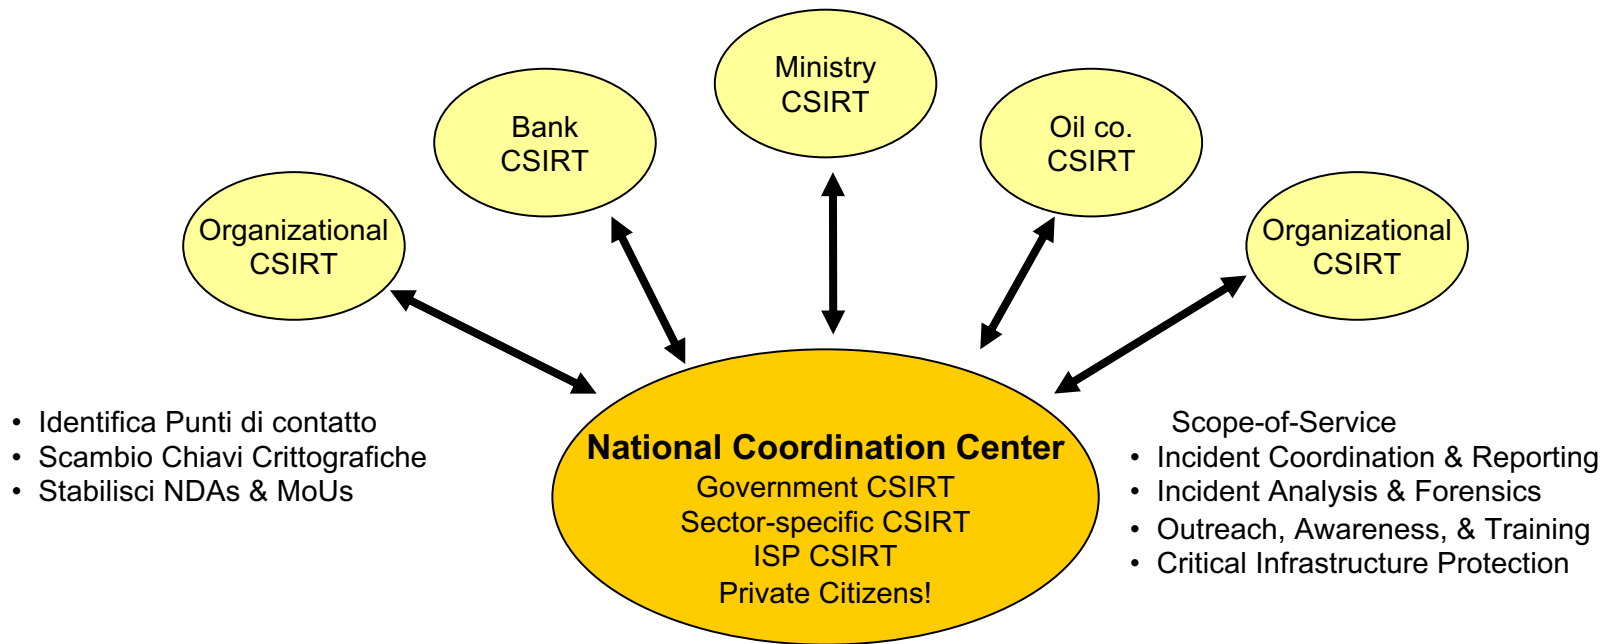 Ministry
CSIRT
Bank
CSIRT
Oil co.
CSIRT
Organizational
CSIRT
Organizational
CSIRT
• Identifica Punti di contatto
• Scambio Chiavi Crittografiche
• Stabilisci NDAs & MoUs
National Coordination Center
Government CSIRT
Sector-specific CSIRT
ISP CSIRT
Private Citizens!
Scope-of-Service
• Incident Coordination & Reporting
• Incident Analysis & Forensics
• Outreach, Awareness, & Training
• Critical Infrastructure Protection